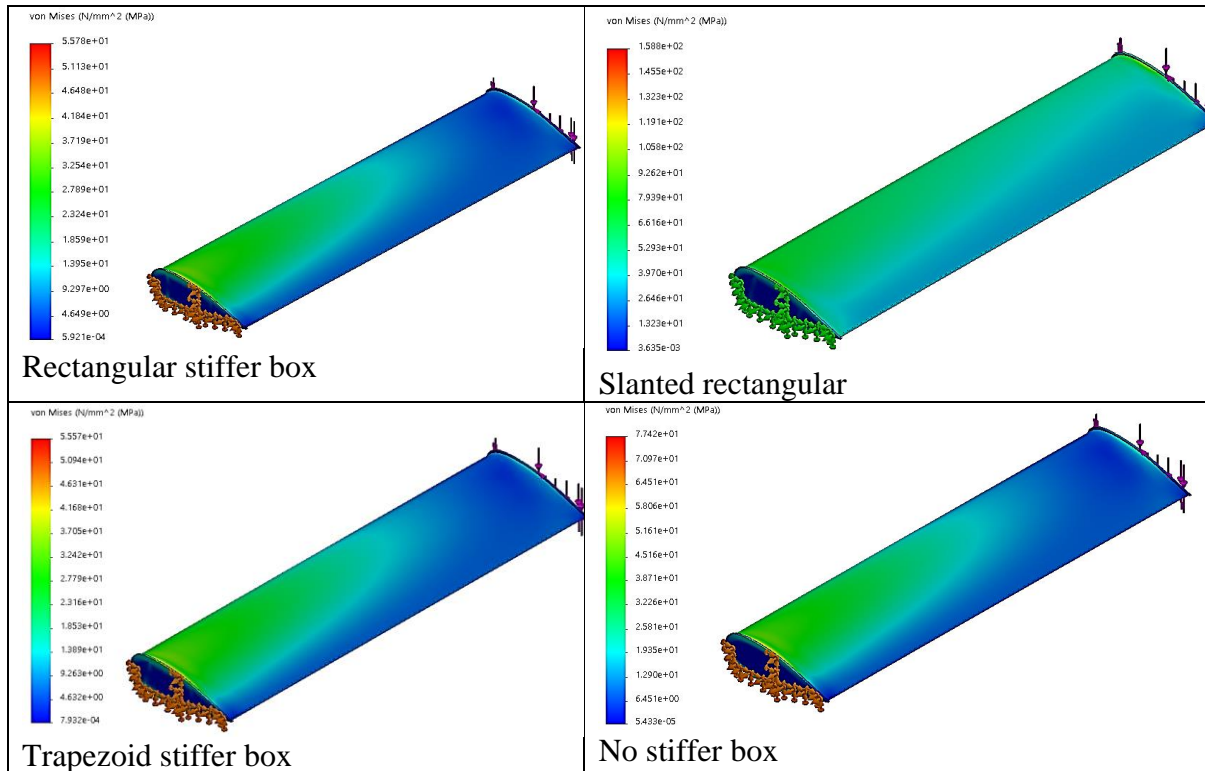 von Mises (N/mm^2 (MPa))
5.578e+01
5.113e+01
4.648e+01
4.184e+01
3.719e+01
3.254e+01
2.789e+01
2.324e+01
1.859e+01
1.395e+01
9.297e+00
4.649e+00
5.921e-04
Rectangular stiffer box
von Mises (N/mm^2 (MPa))
1.588e+02
1.455e+02
1.323e+02
1.191e+02
1.058e+02
9.262e+01
7.939e+01
6.616e+01
5.293e+01
3.970e+01
2.646e+01
1.323e+01
3.635e-03
Slanted rectangular
von Mises (N/mm^2 (MPa))
5.557e+01
5.094e+01
4.631e+01
4.168e+01
3.705e+01
3.242e+01
2.779e+01
2.316e+01
1.853e+01
1.389e+01
9.263e+00
4.632e+00
7.932e-04
Trapezoid stiffer box
von Mises (N/mm^2 (MPa))
7.742e+01
7.097e+01
6.451e+01
5.806e+01
5.161e+01
4.516e+01
3.871e+01
3.226e+01
2.581e+01
1.935e+01
1.290e+01
6.451e+00
5.433e-05
No stiffer box